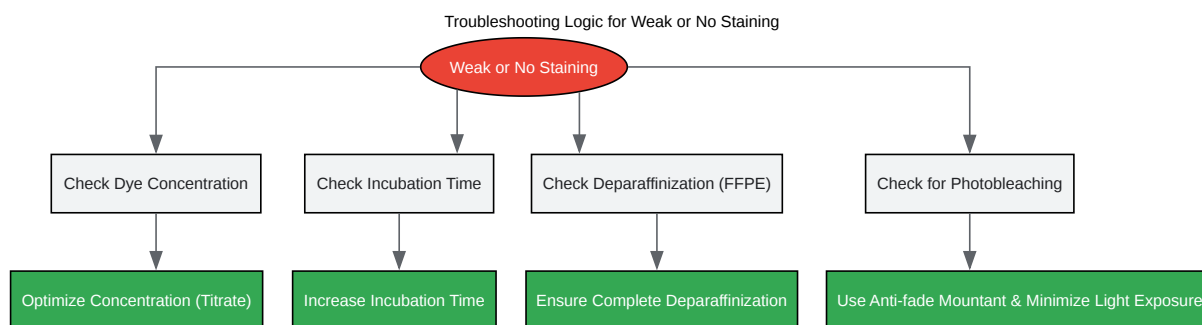 Troubleshooting Logic for Weak or No Staining
Weak or No Staining
Check Dye Concentration
Check Incubation Time
Check Deparaffinization (FFPE)
Check for Photobleaching
Optimize Concentration (Titrate)
Increase Incubation Time
Ensure Complete Deparaffinization
Use Anti-fade Mountant & Minimize Light Exposure